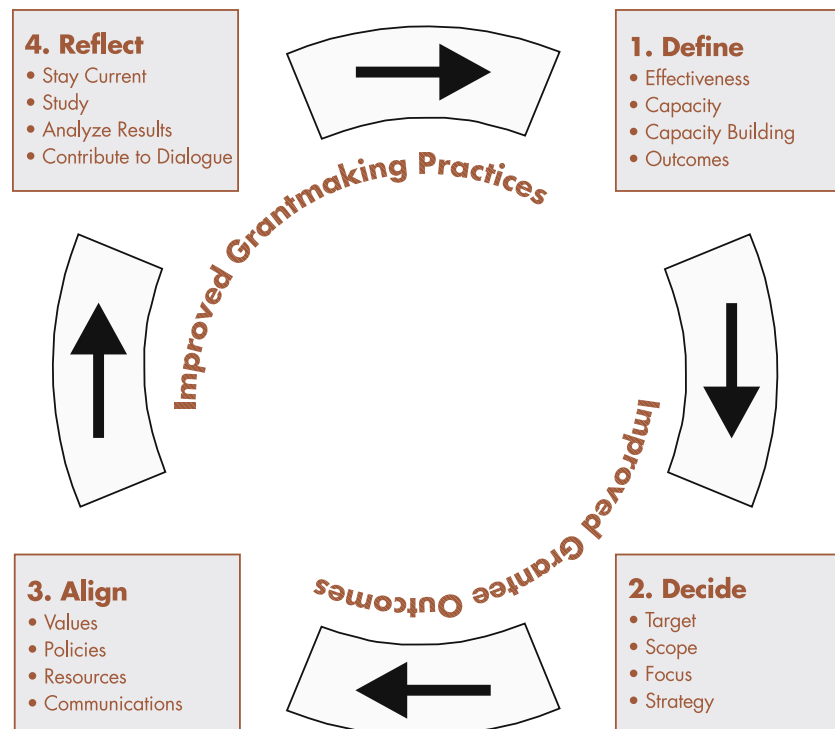 4. Reflect
• Stay Current
• Study
• Analyze Results
• Contribute to Dialogue
1. Define
• Effectiveness
• Capacity
• Capacity Building
• Outcomes
Improved Grantmaking Practices
Improved Grantee Outcomes
3. Align
• Values
• Policies
• Resources
• Communications
2. Decide
• Target
• Scope
• Focus
• Strategy